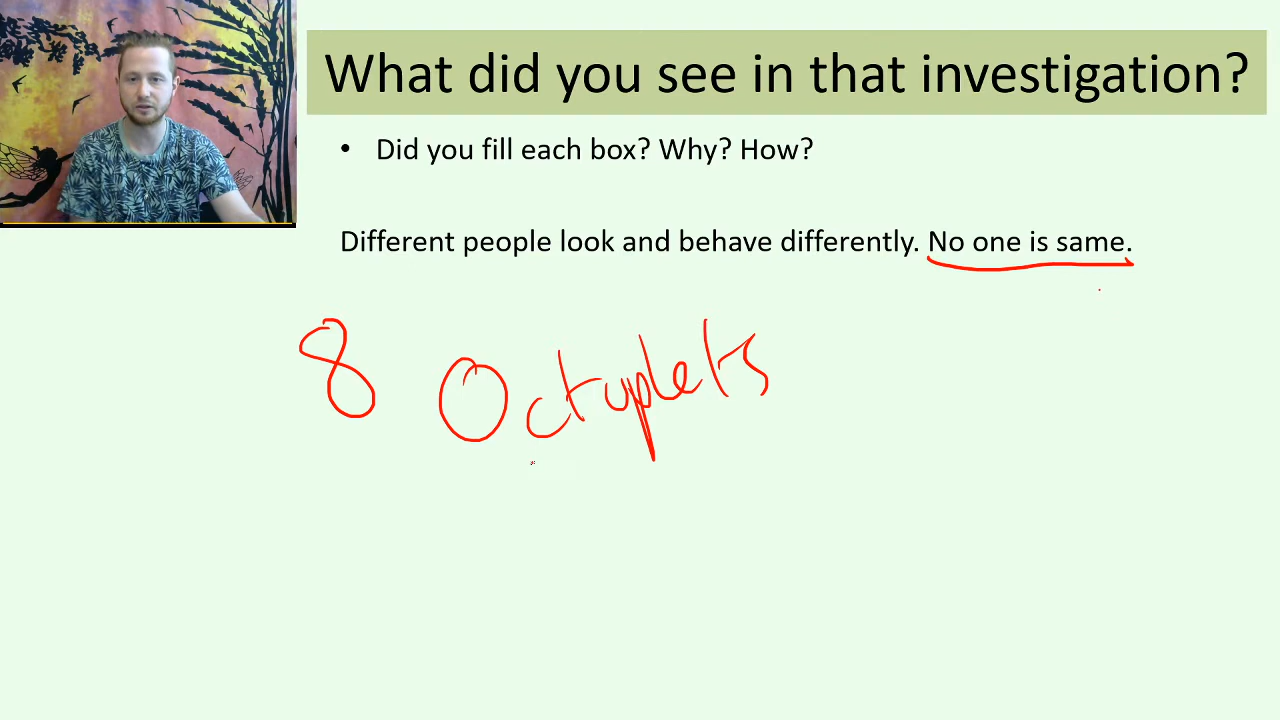 What did you see in that investigation?
• Did you fill each box? Why? How?
Different people look and behave differently. No one is same.
8 Octuplets